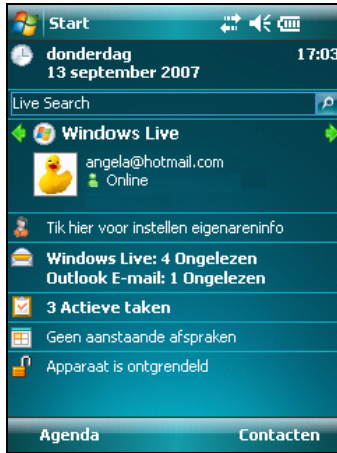 Start
donderdag 17:03
13 september 2007
Live Search
Windows Live
angela@hotmail.com
Online
Tik hier voor instellen eigenareninfo
Windows Live: 4 Ongelezen
Outlook E-mail: 1 Ongelezen
3 Actieve taken
Geen aanstaande afspraken
Apparaat is ontgrendeld
Agenda Contacten